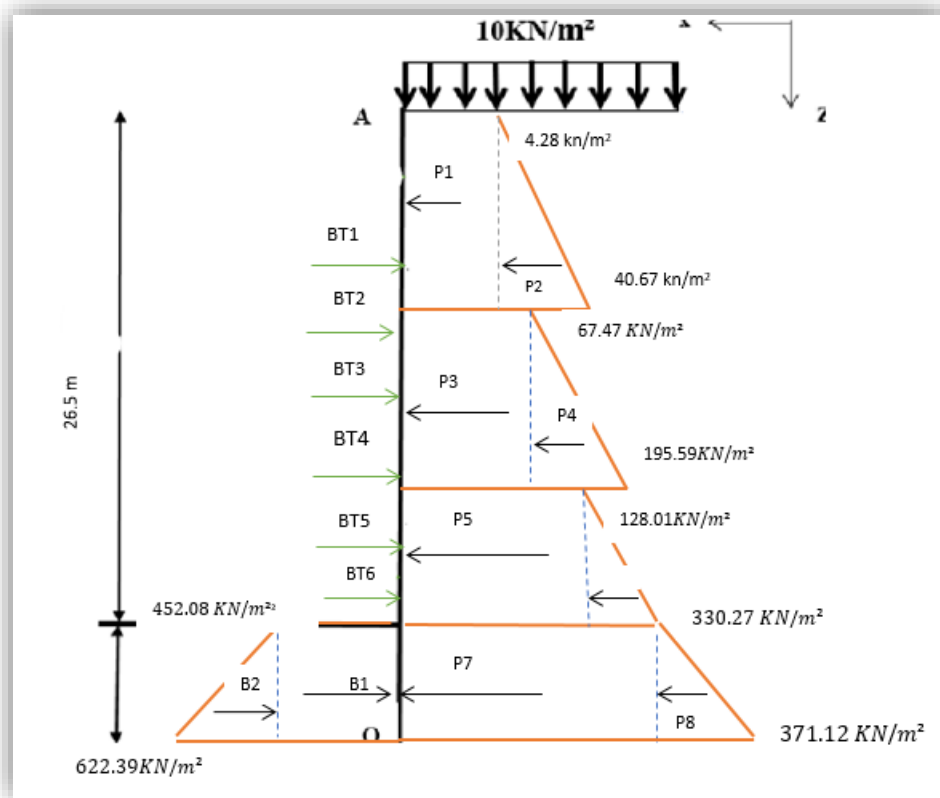 10KN/m²
A
4.28 kn/m²
P1
BT1
P2
40.67 kn/m²
BT2
67.47 KN/m²
BT3
P3
P4
26.5 m
BT4
195.59KN/m²
BT5
P5
128.01KN/m²
BT6
452.08 KN/m²²
330.27 KN/m²
P7
B2
B1
P8
O
371.12 KN/m²
622.39KN/m²